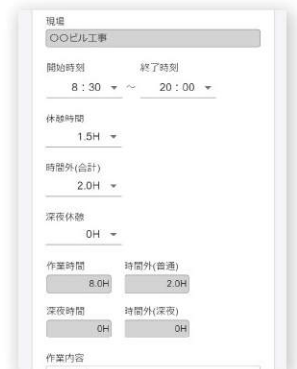 現場
〇〇ビル工事
開始時刻 終了時刻
8：30 ～ 20：00
休憩時間
1.5H
時間外(合計)
2.0H
深夜休憩
0H
作業時間 時間外(普通)
8.0H 2.0H
深夜時間 時間外(深夜)
0H 0H
作業内容